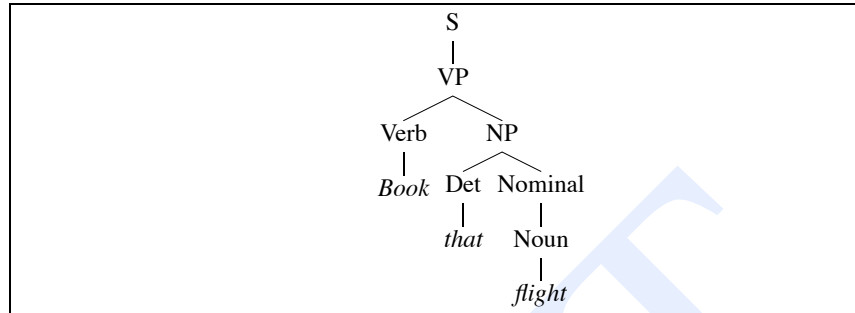 S
VP
Verb NP
Book Det Nominal
that Noun
flight